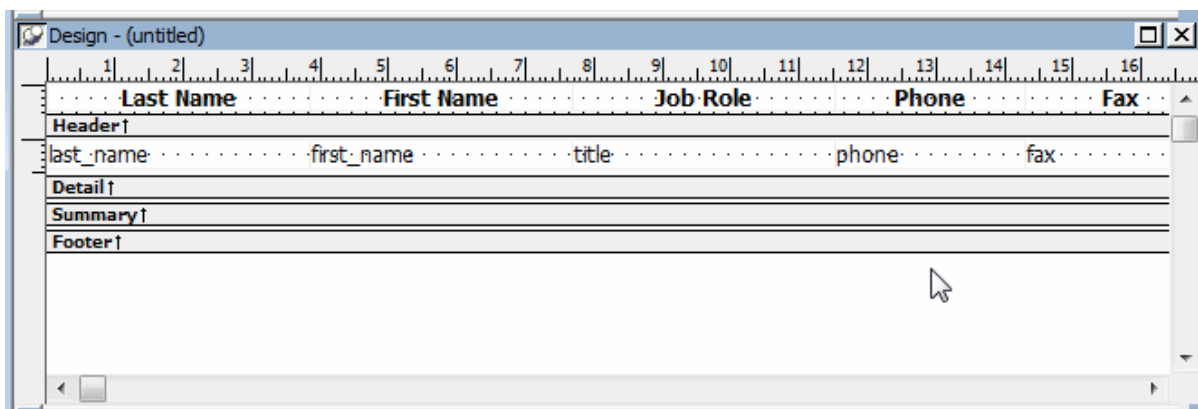 Design - (untitled)
1 2 3 4 5 6 7 8 9 10 11 12 13 14 15 16
Last Name First Name Job Role Phone Fax
Header↑
last_name first_name title phone fax
Detail↑
Summary↑
Footer↑